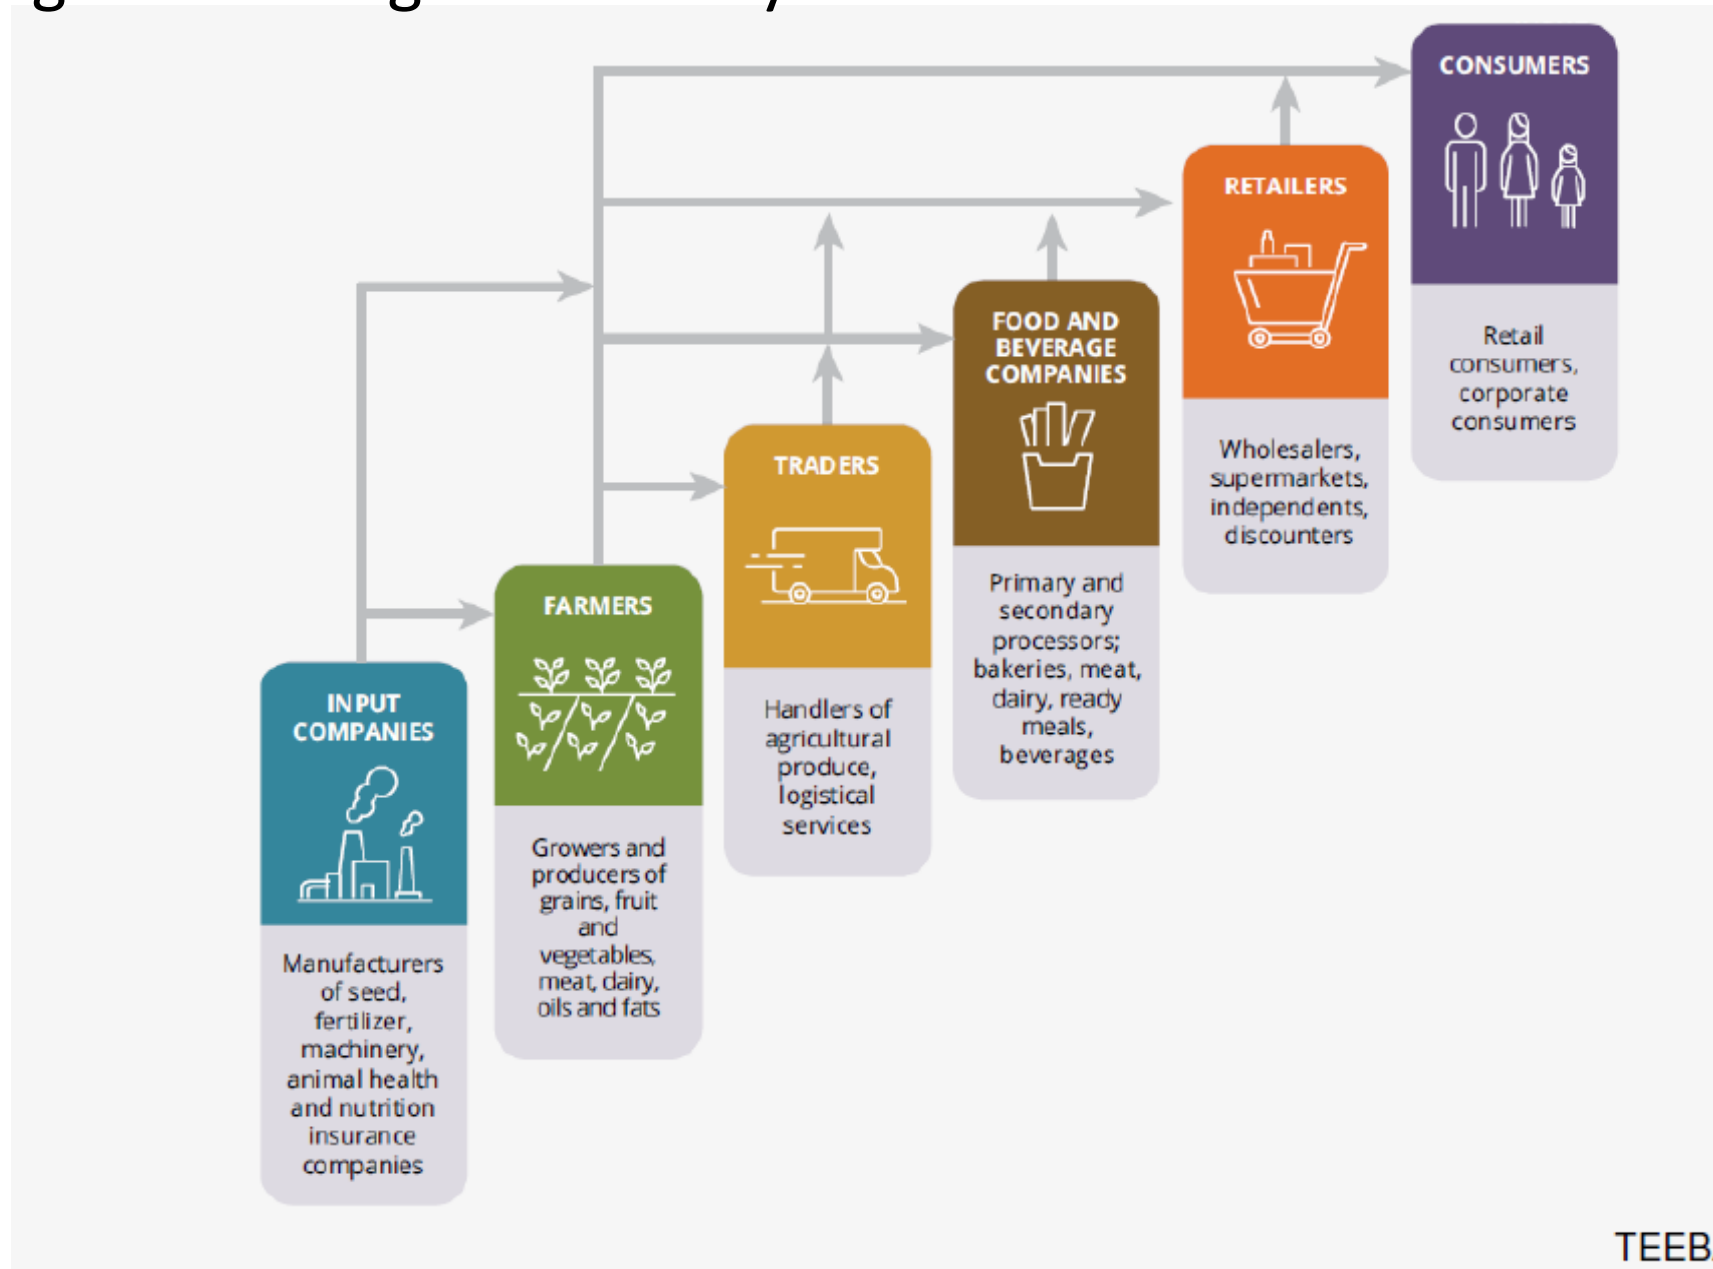 CONSUMERS
Retail
consumers,
corporate
consumers
RETAILERS
Wholesalers,
supermarkets,
independents,
discounters
FOOD AND
BEVERAGE
COMPANIES
Primary and
secondary
processors;
bakeries, meat,
dairy, ready
meals,
beverages
TRADERS
Handlers of
agricultural
produce,
logistical
services
FARMERS
Growers and
producers of
grains, fruit
and
vegetables,
meat, dairy,
oils and fats
INPUT
COMPANIES
Manufacturers
of seed,
fertilizer,
machinery,
animal health
and nutrition
insurance
companies
TEEB